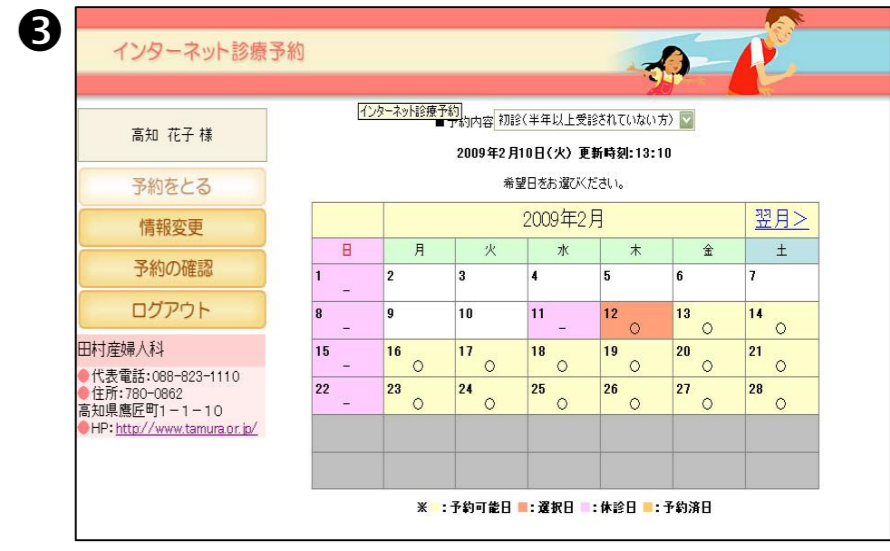 ❸
インターネット診療予約
高知 花子 様
予約をとる
情報変更
予約の確認
ログアウト
田村産婦人科
●代表電話:088-823-1110
●住所:780-0862
高知県鷹匠町1-1-10
●HP:http://www.tamura.or.jp/
インターネット診療予約
■予約内容 初診(半年以上受診されていない方)
2009年2月10日(火) 更新時刻:13:10
希望日をお選びください。
2009年2月 翌月>
日 月 火 水 木 金 土
1 2 3 4 5 6 7
-
8 9 10 11 12 13 14
- - ○ ○ ○
15 16 17 18 19 20 21
- ○ ○ ○ ○ ○ ○
22 23 24 25 26 27 28
- ○ ○ ○ ○ ○ ○
※ ■:予約可能日 ■:選択日 ■:休診日 ■:予約済日